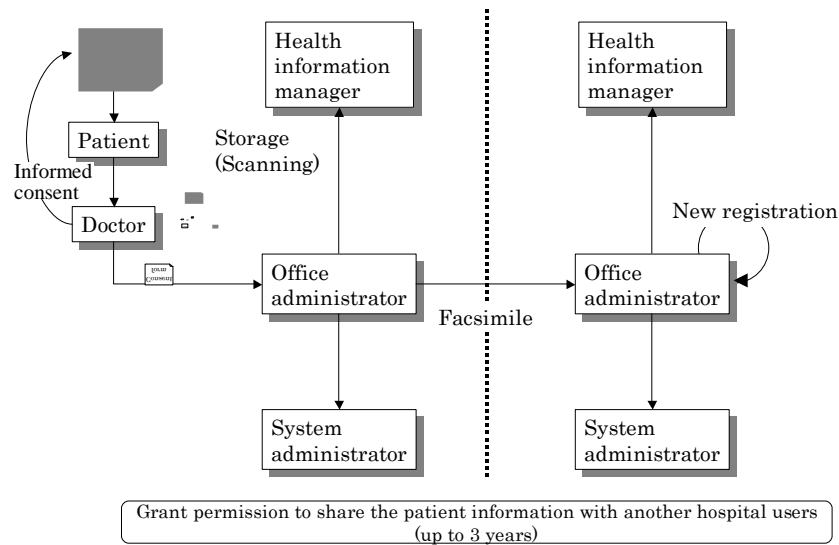 Health
information
manager
Health
information
manager
Patient
Storage
(Scanning)
Informed
consent
Doctor
New registration
Consent
form
Office
administrator
Office
administrator
Facsimile
System
administrator
System
administrator
Grant permission to share the patient information with another hospital users
(up to 3 years)